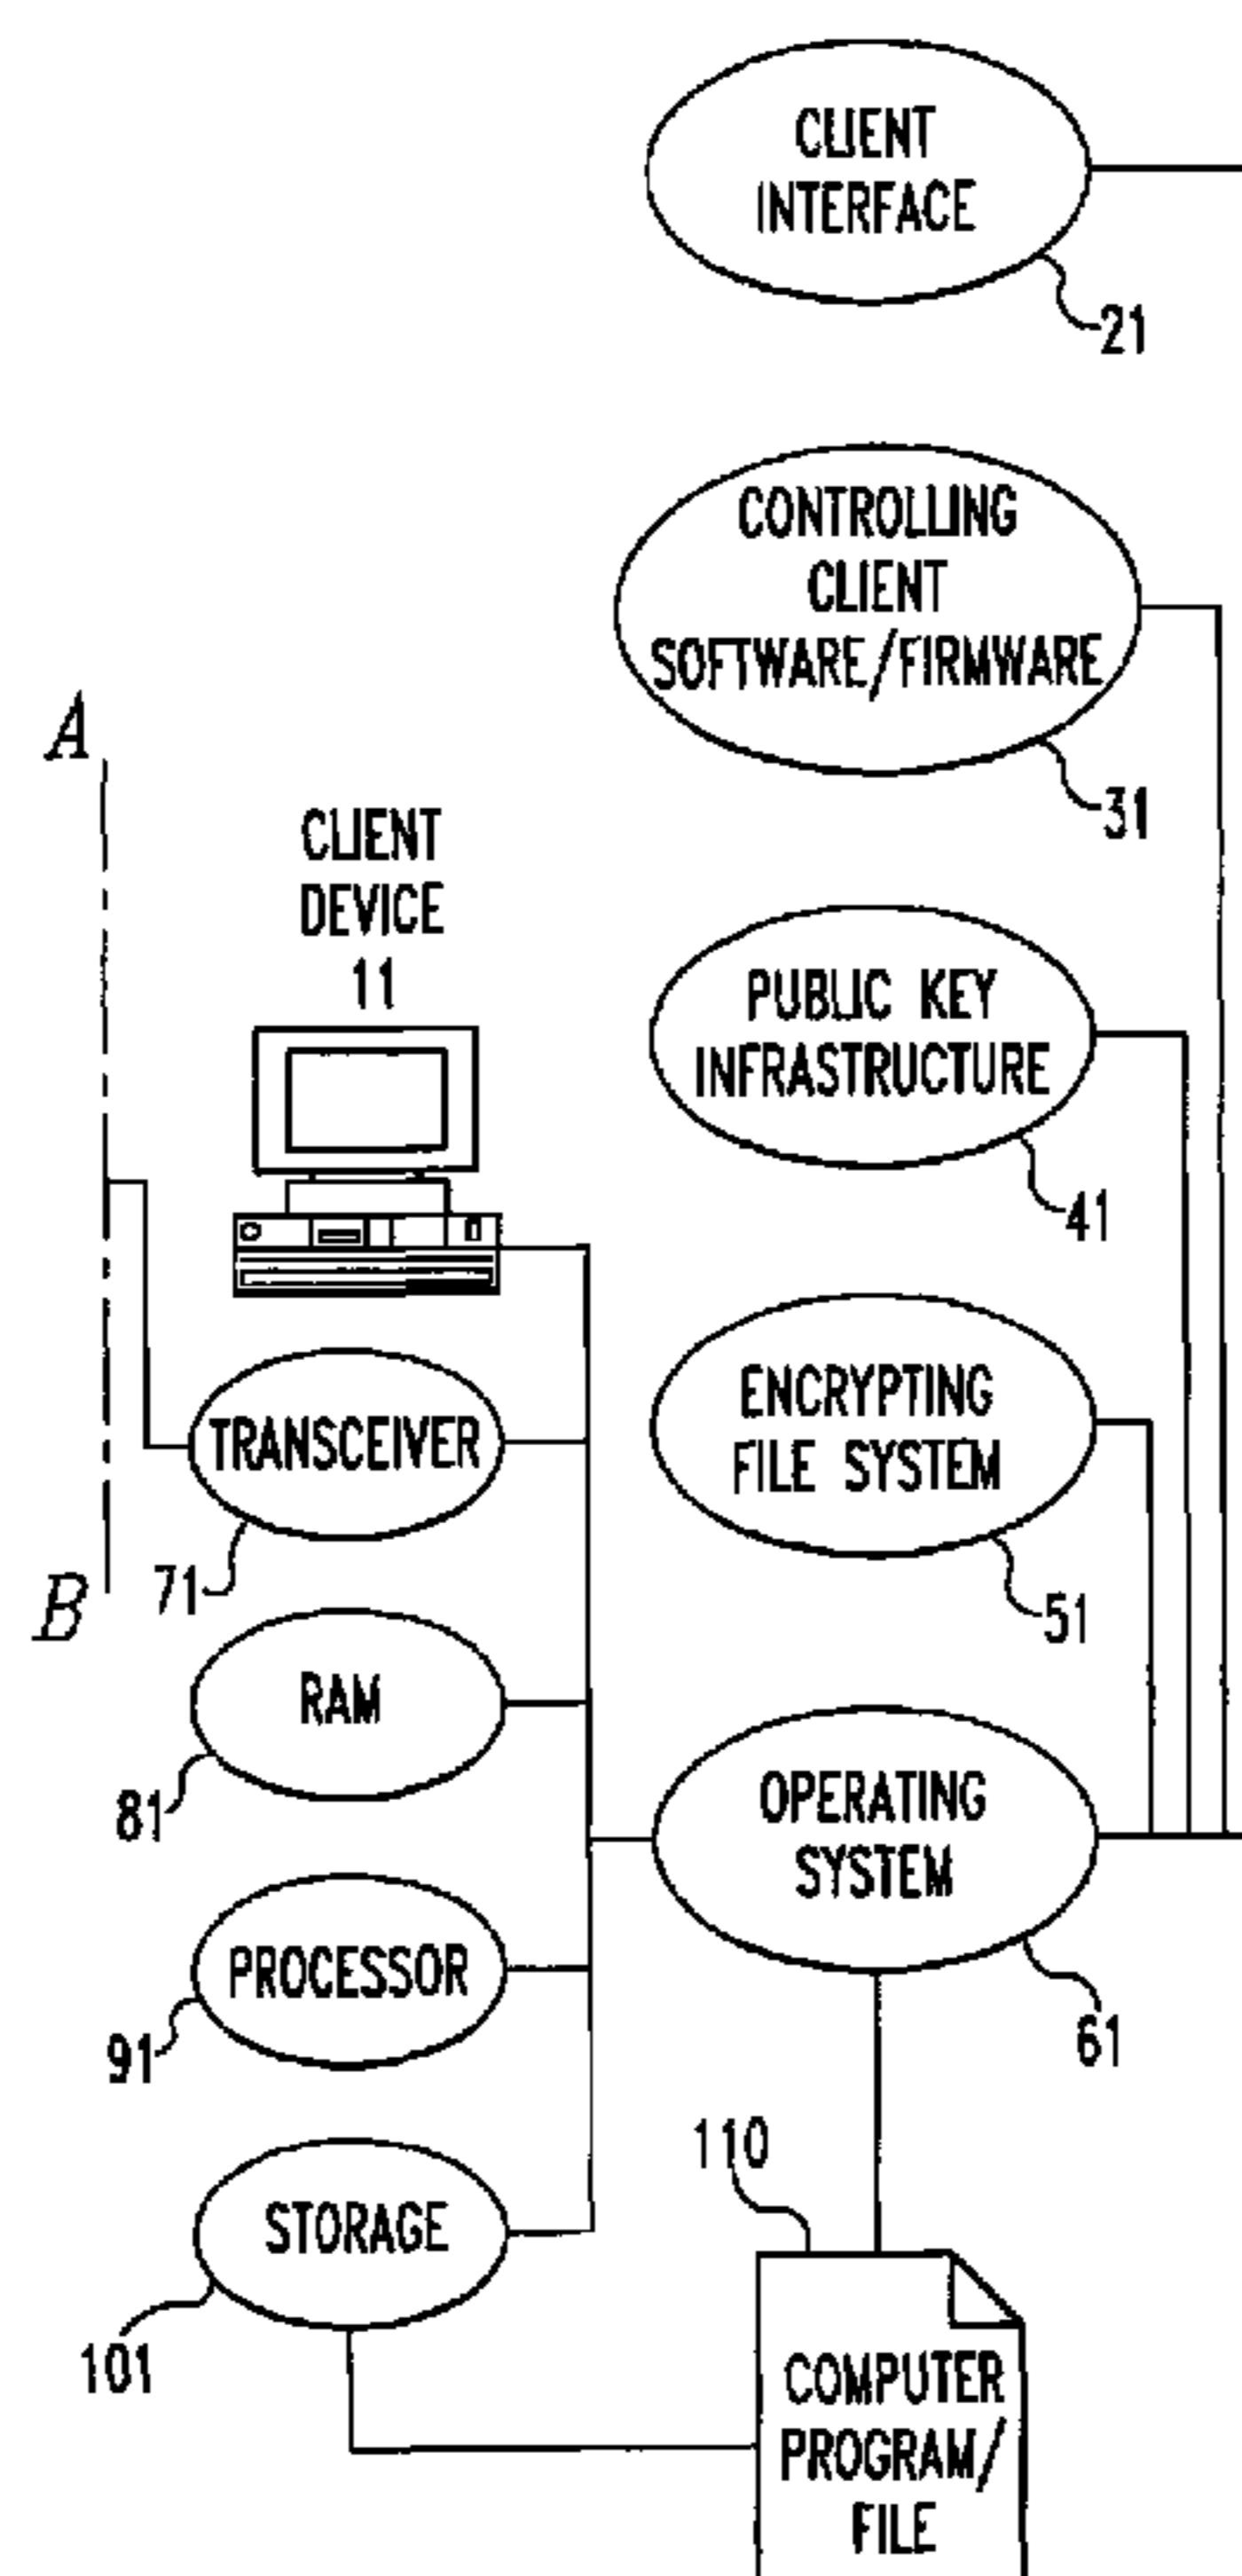 CLIENT
INTERFACE
21
CONTROLLING
CLIENT
SOFTWARE/FIRMWARE
31
A
CLIENT
DEVICE
11
PUBLIC KEY
INFRASTRUCTURE
41
ENCRYPTING
FILE SYSTEM
51
TRANSCEIVER
71
B
RAM
81
OPERATING
SYSTEM
61
PROCESSOR
91
110
STORAGE
101
COMPUTER
PROGRAM/
FILE